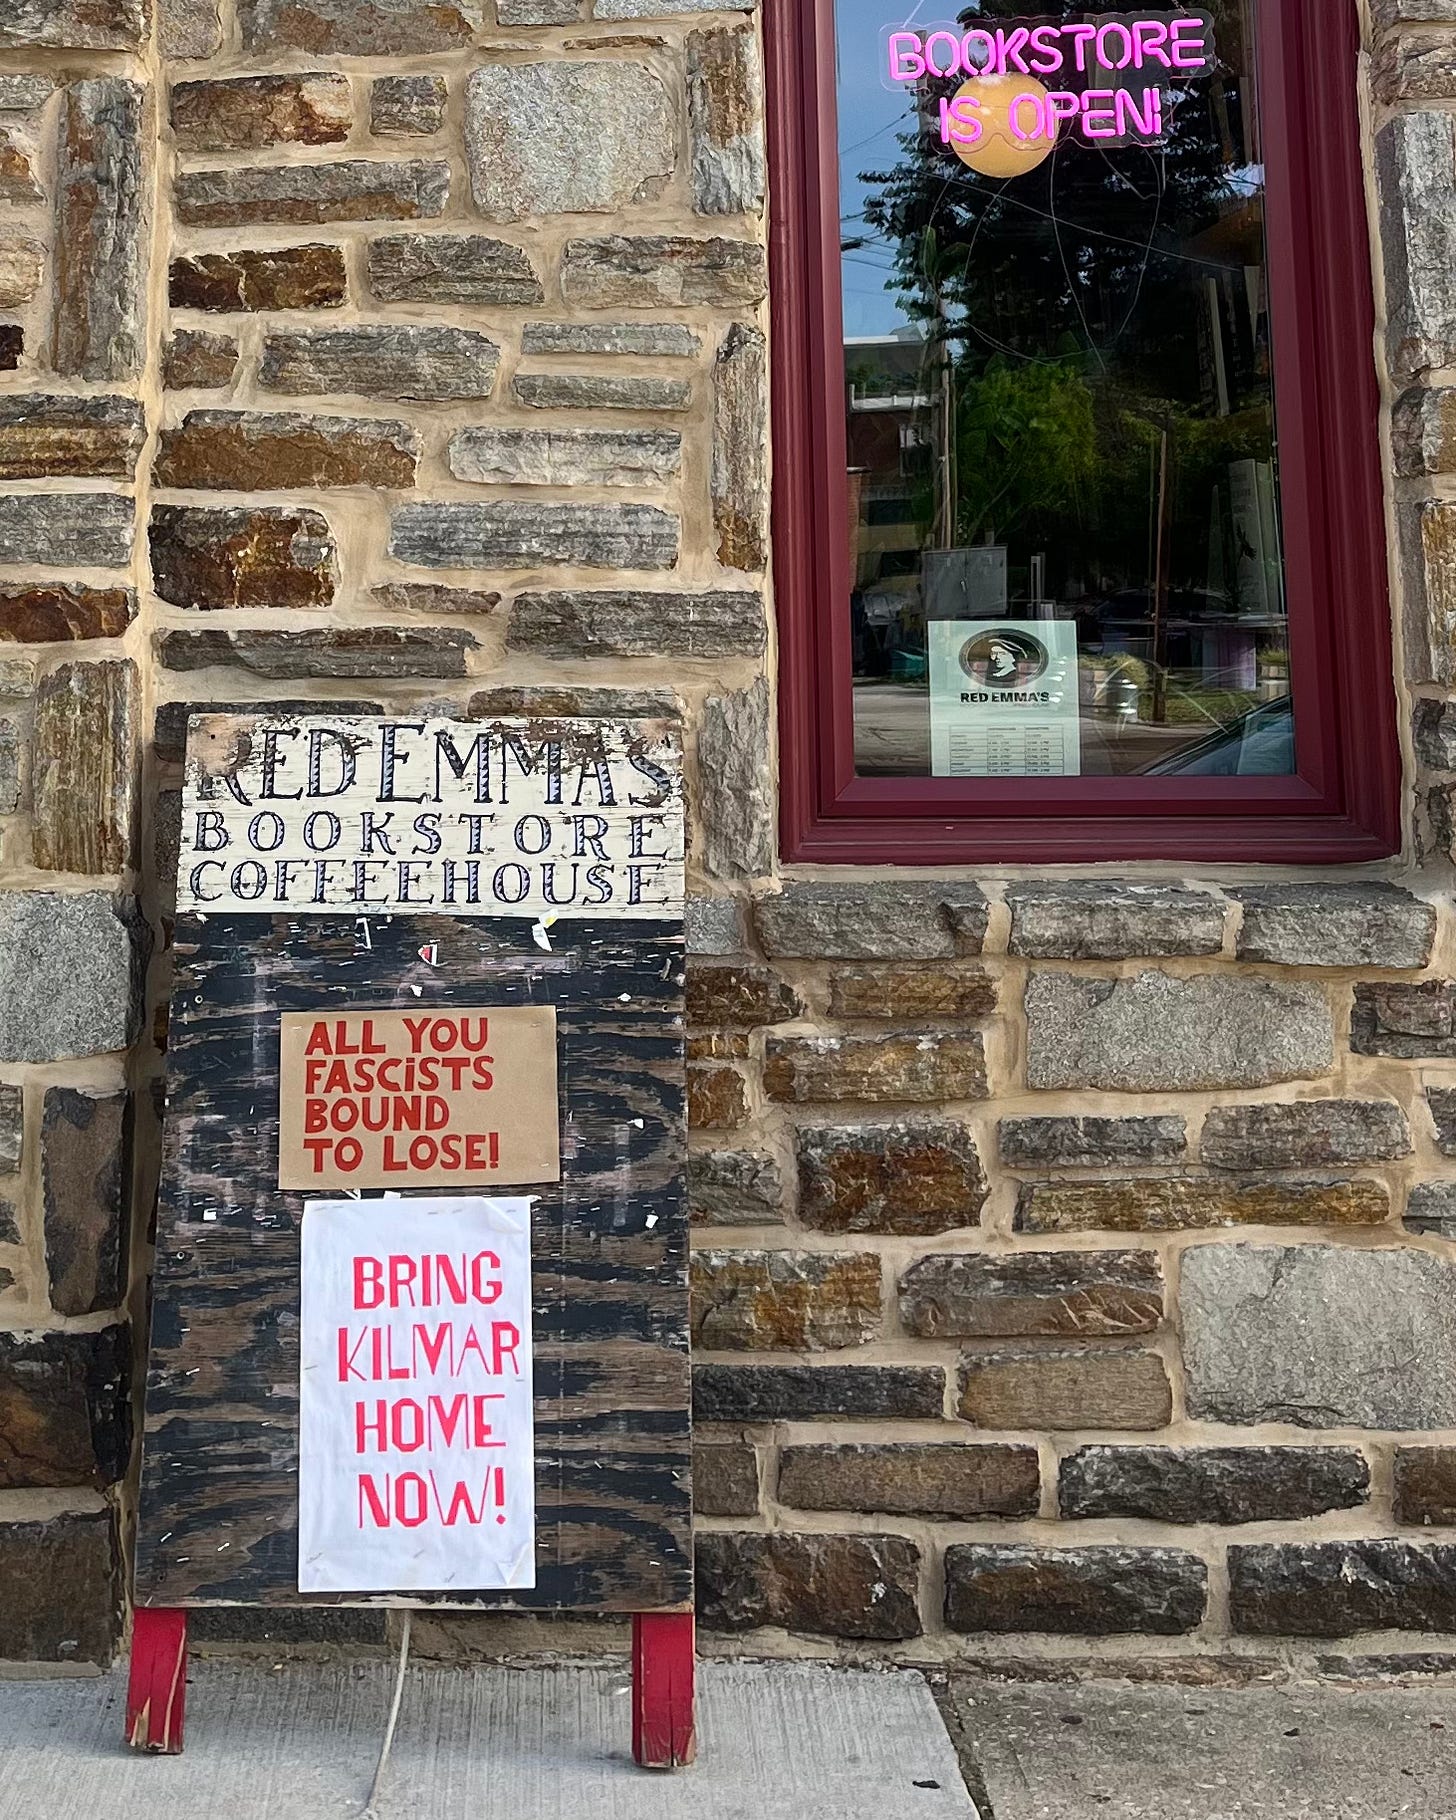 BOOKSTORE
IS OPEN!
RED EMMA'S
RED EMMA'S
BOOKSTORE
COFFEEHOUSE
ALL YOU
FASCiSTS
BOUND
TO LOSE!
BRING
KILMAR
HOME
NOW!